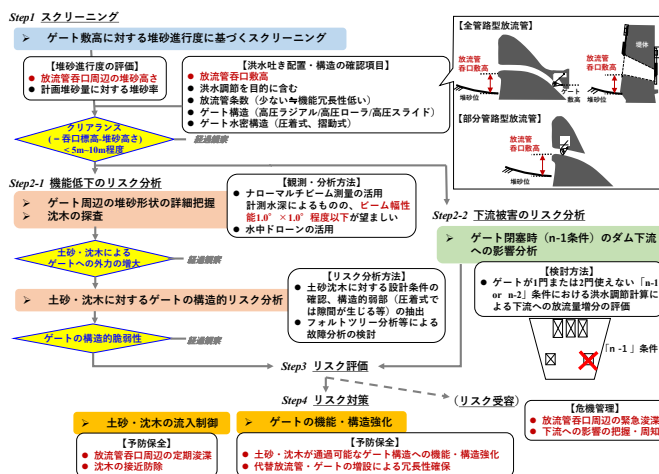 Step1 スクリーニング
➢ ゲート敷高に対する堆砂進行度に基づくスクリーニング
【堆砂進行度の評価】
● 放流管呑口周辺の堆砂高さ
● 計画堆砂量に対する堆砂率
【洪水吐き配置・構造の確認項目】
● 放流管呑口敷高
● 洪水調節を目的に含む
● 放流管条数（少ない≒機能冗長性低い）
● ゲート構造（高圧ラジアル/高圧ローラ/高圧スライド）
● ゲート水密構造（圧着式、摺動式）
【全管路型放流管】
放流管
呑口敷高
堆砂位
ゲート
敷高
堤体
放流管
呑口敷高
堆砂位
【部分管路型放流管】
放流管
呑口敷高
堆砂位
クリアランス
(＝呑口標高-堆砂高さ)
＜5m–10m程度
経過観察
Step2-1 機能低下のリスク分析
➢ ゲート周辺の堆砂形状の詳細把握
➢ 沈木の探査
【観測・分析方法】
● ナローマルチビーム測量の活用
計測水深によるものの、ビーム幅性
能1.0°×1.0°程度以下が望ましい
● 水中ドローンの活用
土砂・沈木による
ゲートへの外力の増大
経過観察
Step2-2 下流被害のリスク分析
➢ ゲート閉塞時（n-1条件）のダム下流
への影響分析
【検討方法】
● ゲートが1門または2門使えない「n-1
or n-2」条件における洪水調節計算に
よる下流への放流量増分の評価
「n -1 」条件
➢ 土砂・沈木に対するゲートの構造的リスク分析
【リスク分析方法】
● 土砂沈木に対する設計条件の
確認、構造的弱部（圧着式で
は隙間が生じる等）の抽出
● フォルトツリー分析等による
故障分析の検討
ゲートの構造的脆弱性
経過観察
Step3 リスク評価
Step4 リスク対策
（リスク受容）
➢ 土砂・沈木の流入制御
【予防保全】
● 放流管呑口周辺の定期浚渫
● 沈木の接近防除
➢ ゲートの機能・構造強化
【予防保全】
● 土砂・沈木が通過可能なゲート構造への機能・構造強化
● 代替放流管・ゲートの増設による冗長性確保
【危機管理】
● 放流管呑口周辺の緊急浚渫
● 下流への影響の把握・周知